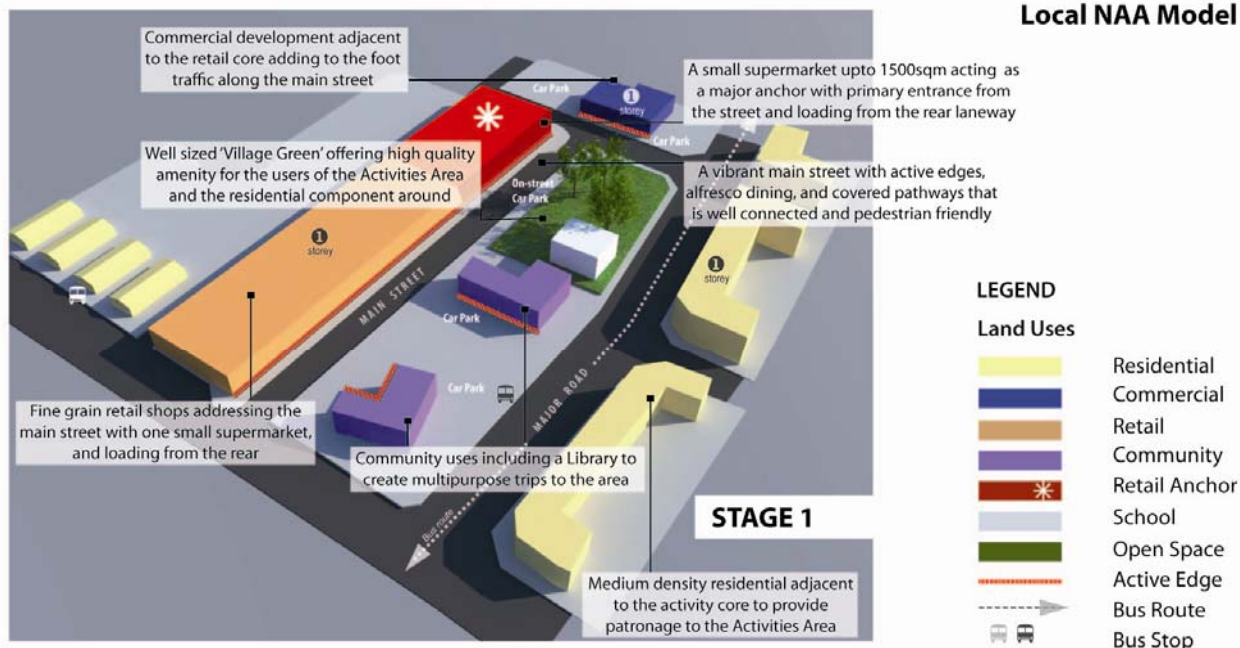 Local NAA Model
Commercial development adjacent
to the retail core adding to the foot
traffic along the main street
Car Park
1
storey
Car Park
A small supermarket upto 1500sqm acting as
a major anchor with primary entrance from
the street and loading from the rear laneway
Well sized 'Village Green' offering high quality
amenity for the users of the Activities Area
and the residential component around
On-street
Car Park
A vibrant main street with active edges,
alfresco dining, and covered pathways that
is well connected and pedestrian friendly
1
storey
1
storey
MAIN STREET
Car Park
Car Park
MAJOR ROAD
Bus route
Fine grain retail shops addressing the
main street with one small supermarket,
and loading from the rear
Community uses including a Library to
create multipurpose trips to the area
STAGE 1
Medium density residential adjacent
to the activity core to provide
patronage to the Activities Area
LEGEND
Land Uses
Residential
Commercial
Retail
Community
Retail Anchor
School
Open Space
Active Edge
Bus Route
Bus Stop